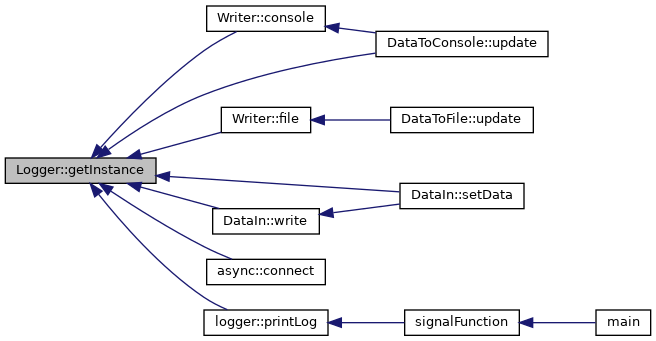 Writer::console
DataToConsole::update
Writer::file
DataToFile::update
Logger::getInstance
DataIn::setData
DataIn::write
async::connect
logger::printLog
signalFunction
main